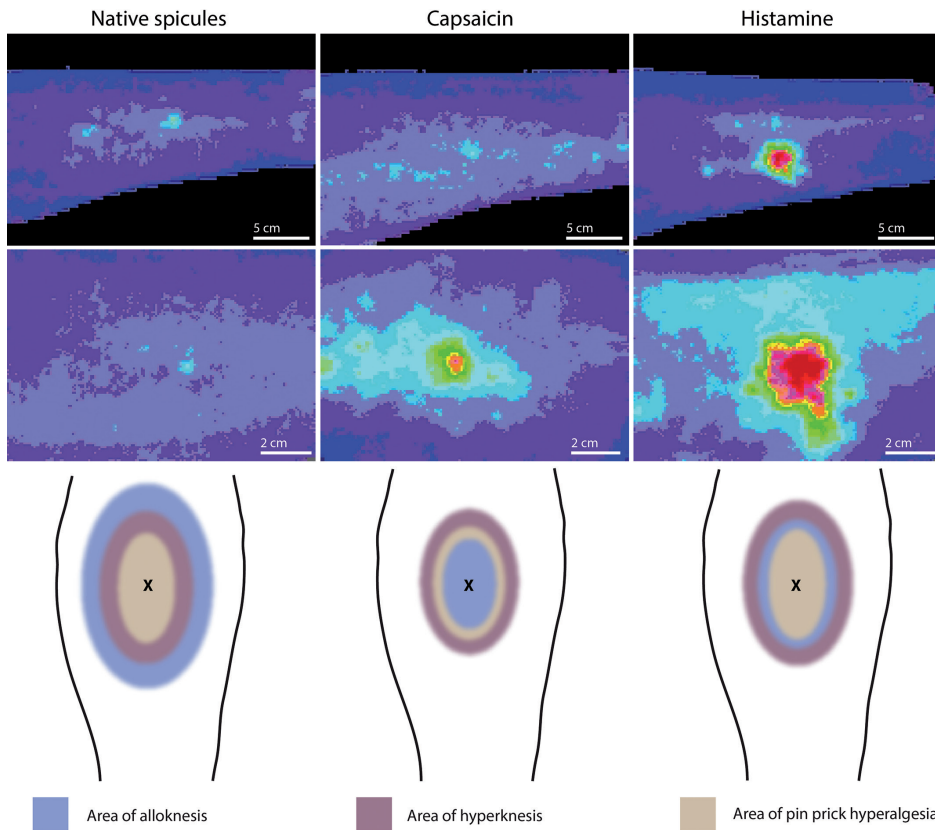 Native spicules
Capsaicin
Histamine
5 cm
5 cm
5 cm
2 cm
2 cm
2 cm
X
X
X
Area of alloknesis
Area of hyperknesis
Area of pin prick hyperalgesia